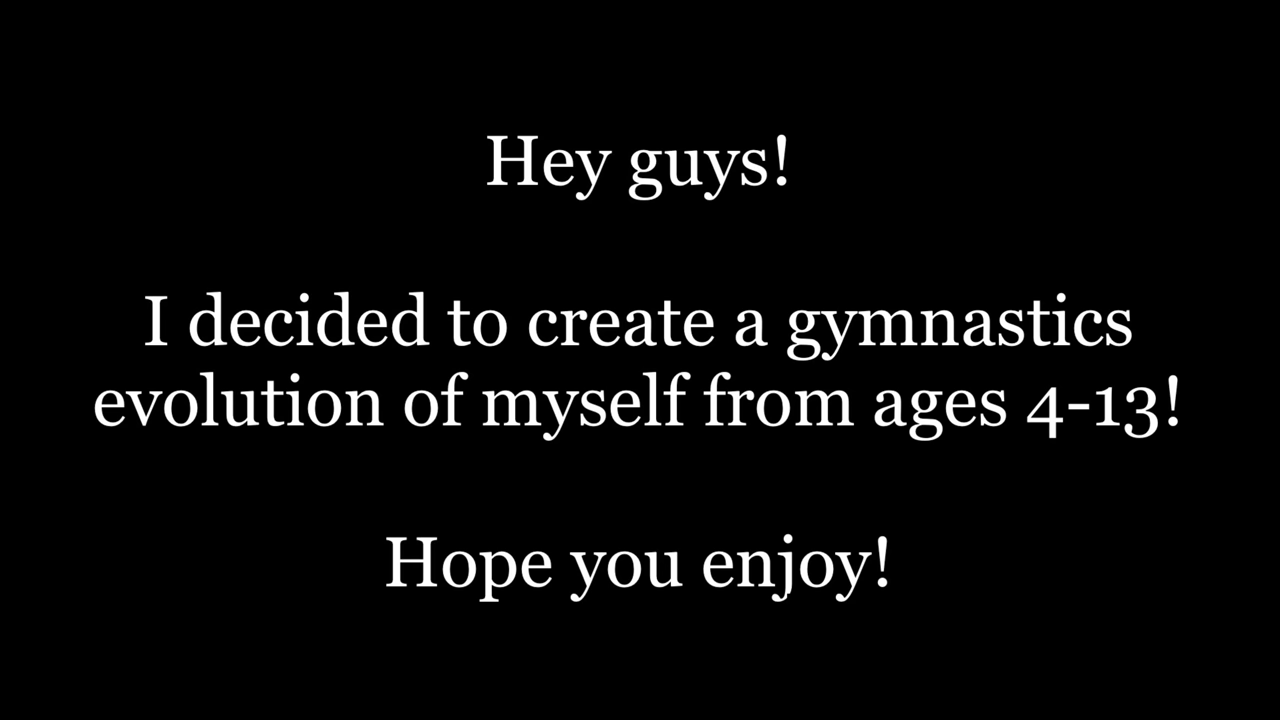 Hey guys!
I decided to create a gymnastics
evolution of myself from ages 4-13!
Hope you enjoy!